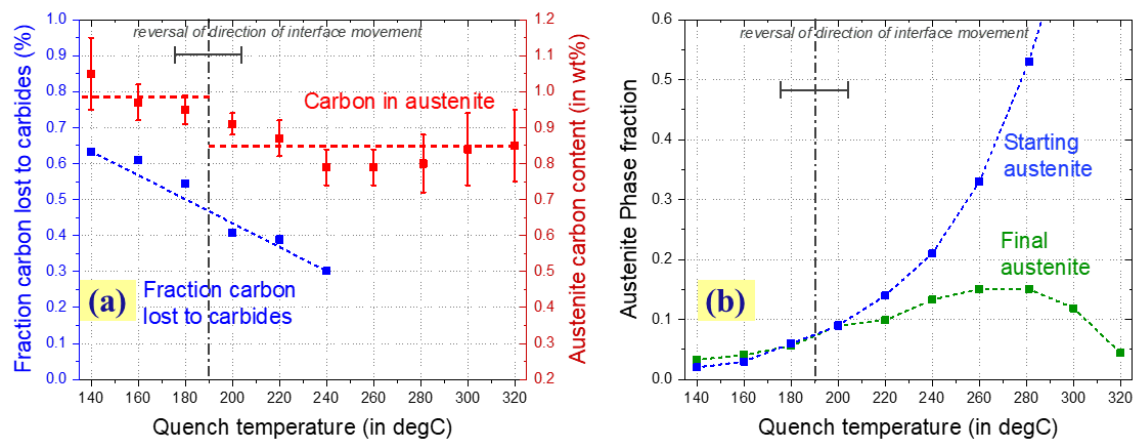 reversal of direction of interface movement
Carbon in austenite
(a)
Fraction carbon
lost to carbides
Fraction carbon lost to carbides (%)
1.0
0.9
0.8
0.7
0.6
0.5
0.4
0.3
0.2
0.1
0.0
Austenite carbon content (in wt%)
1.2
1.1
1.0
0.9
0.8
0.7
0.6
0.5
0.4
0.3
0.2
140 160 180 200 220 240 260 280 300 320
Quench temperature (in degC)
reversal of direction of interface movement
Starting
austenite
Final
austenite
(b)
Austenite Phase fraction
0.6
0.5
0.4
0.3
0.2
0.1
0.0
140 160 180 200 220 240 260 280 300 320
Quench temperature (in degC)